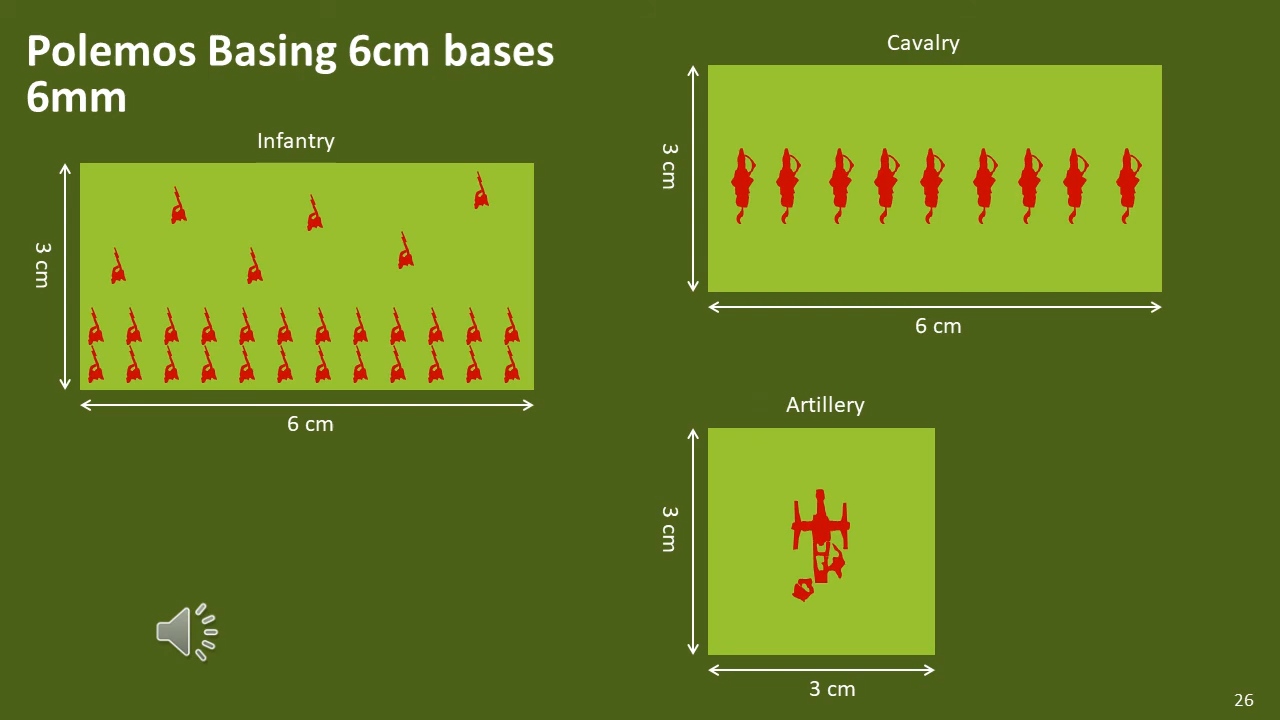 Polemos Basing 6cm bases
6mm
Infantry
3 cm
6 cm
Cavalry
3 cm
6 cm
Artillery
3 cm
3 cm
26